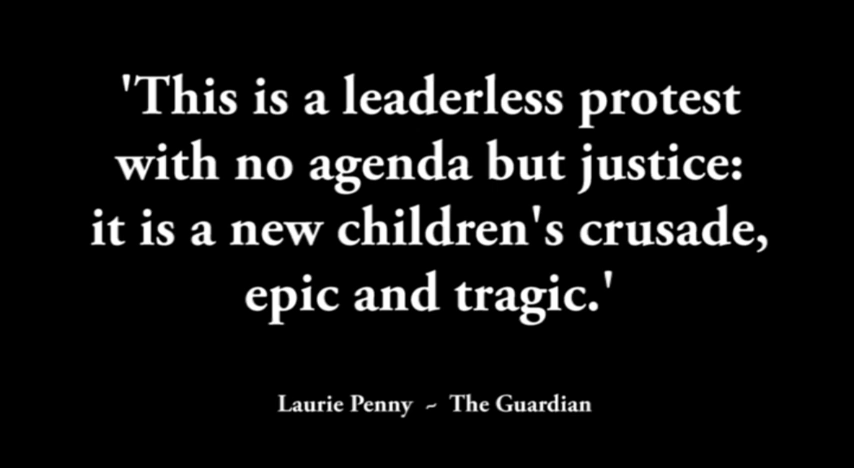 'This is a leaderless protest
with no agenda but justice:
it is a new children's crusade,
epic and tragic.'
Laurie Penny ~ The Guardian